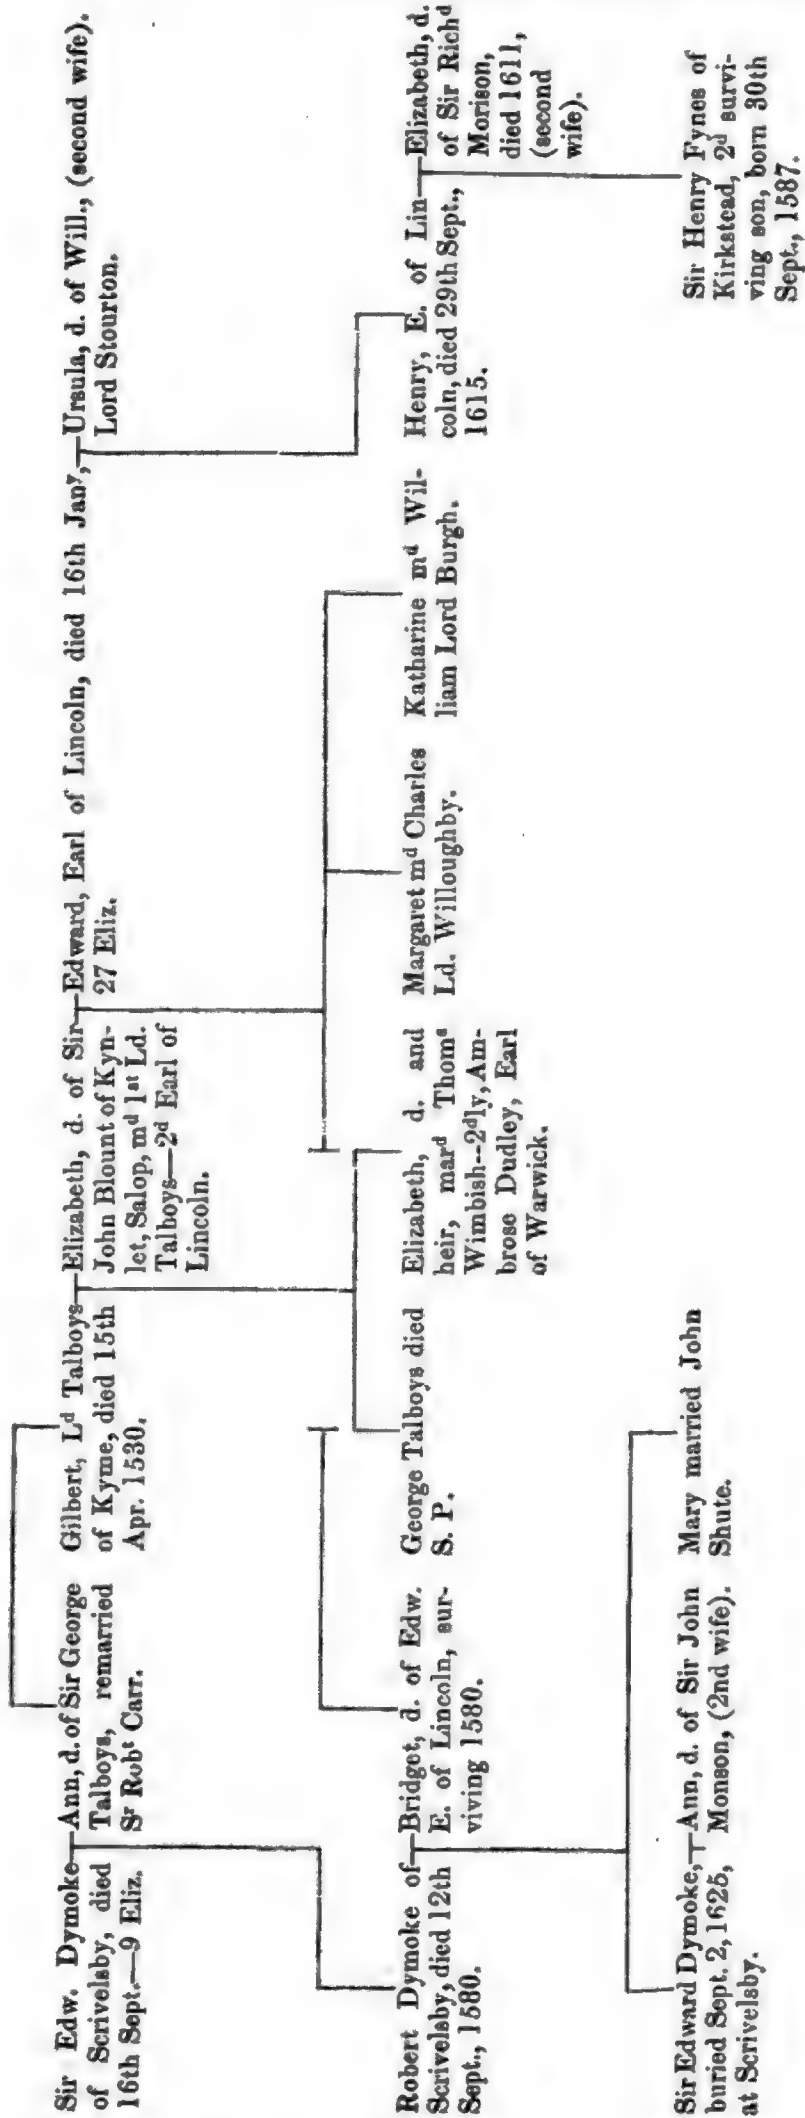 Sir Edw. Dymoke
of Scrivelsby, died
16th Sept.—9 Eliz.
Ann, d. of Sir George
Talboys, remarried
Sr Robt Carr.
Gilbert, Ld Talboys
of Kyme, died 15th
Apr. 1530.
Elizabeth, d. of Sir
John Blount of Kyn-
let, Salop, md 1st Ld.
Talboys—2d Earl of
Lincoln.
Edward, Earl of Lincoln, died 16th Jany,
27 Eliz.
Ursula, d. of Will., (second wife).
Lord Stourton.
Robert Dymoke of
Scrivelsby, died 12th
Sept., 1580.
Bridget, d. of Edw.
E. of Lincoln, sur-
viving 1580.
George Talboys died
S. P.
Elizabeth, d. and
heir, mard Thoms
Wimbish--2dly, Am-
brose Dudley, Earl
of Warwick.
Margaret md Charles
Ld. Willoughby.
Katharine md Wil-
liam Lord Burgh.
Henry, E. of Lin-
coln, died 29th Sept.,
1615.
Elizabeth, d.
of Sir Richd
Morison,
died 1611,
(second
wife).
Sir Edward Dymoke,
buried Sept. 2, 1625,
at Scrivelsby.
Ann, d. of Sir John
Monson, (2nd wife).
Mary married John
Shute.
Sir Henry Fynes of
Kirkstead, 2d survi-
ving son, born 30th
Sept., 1587.